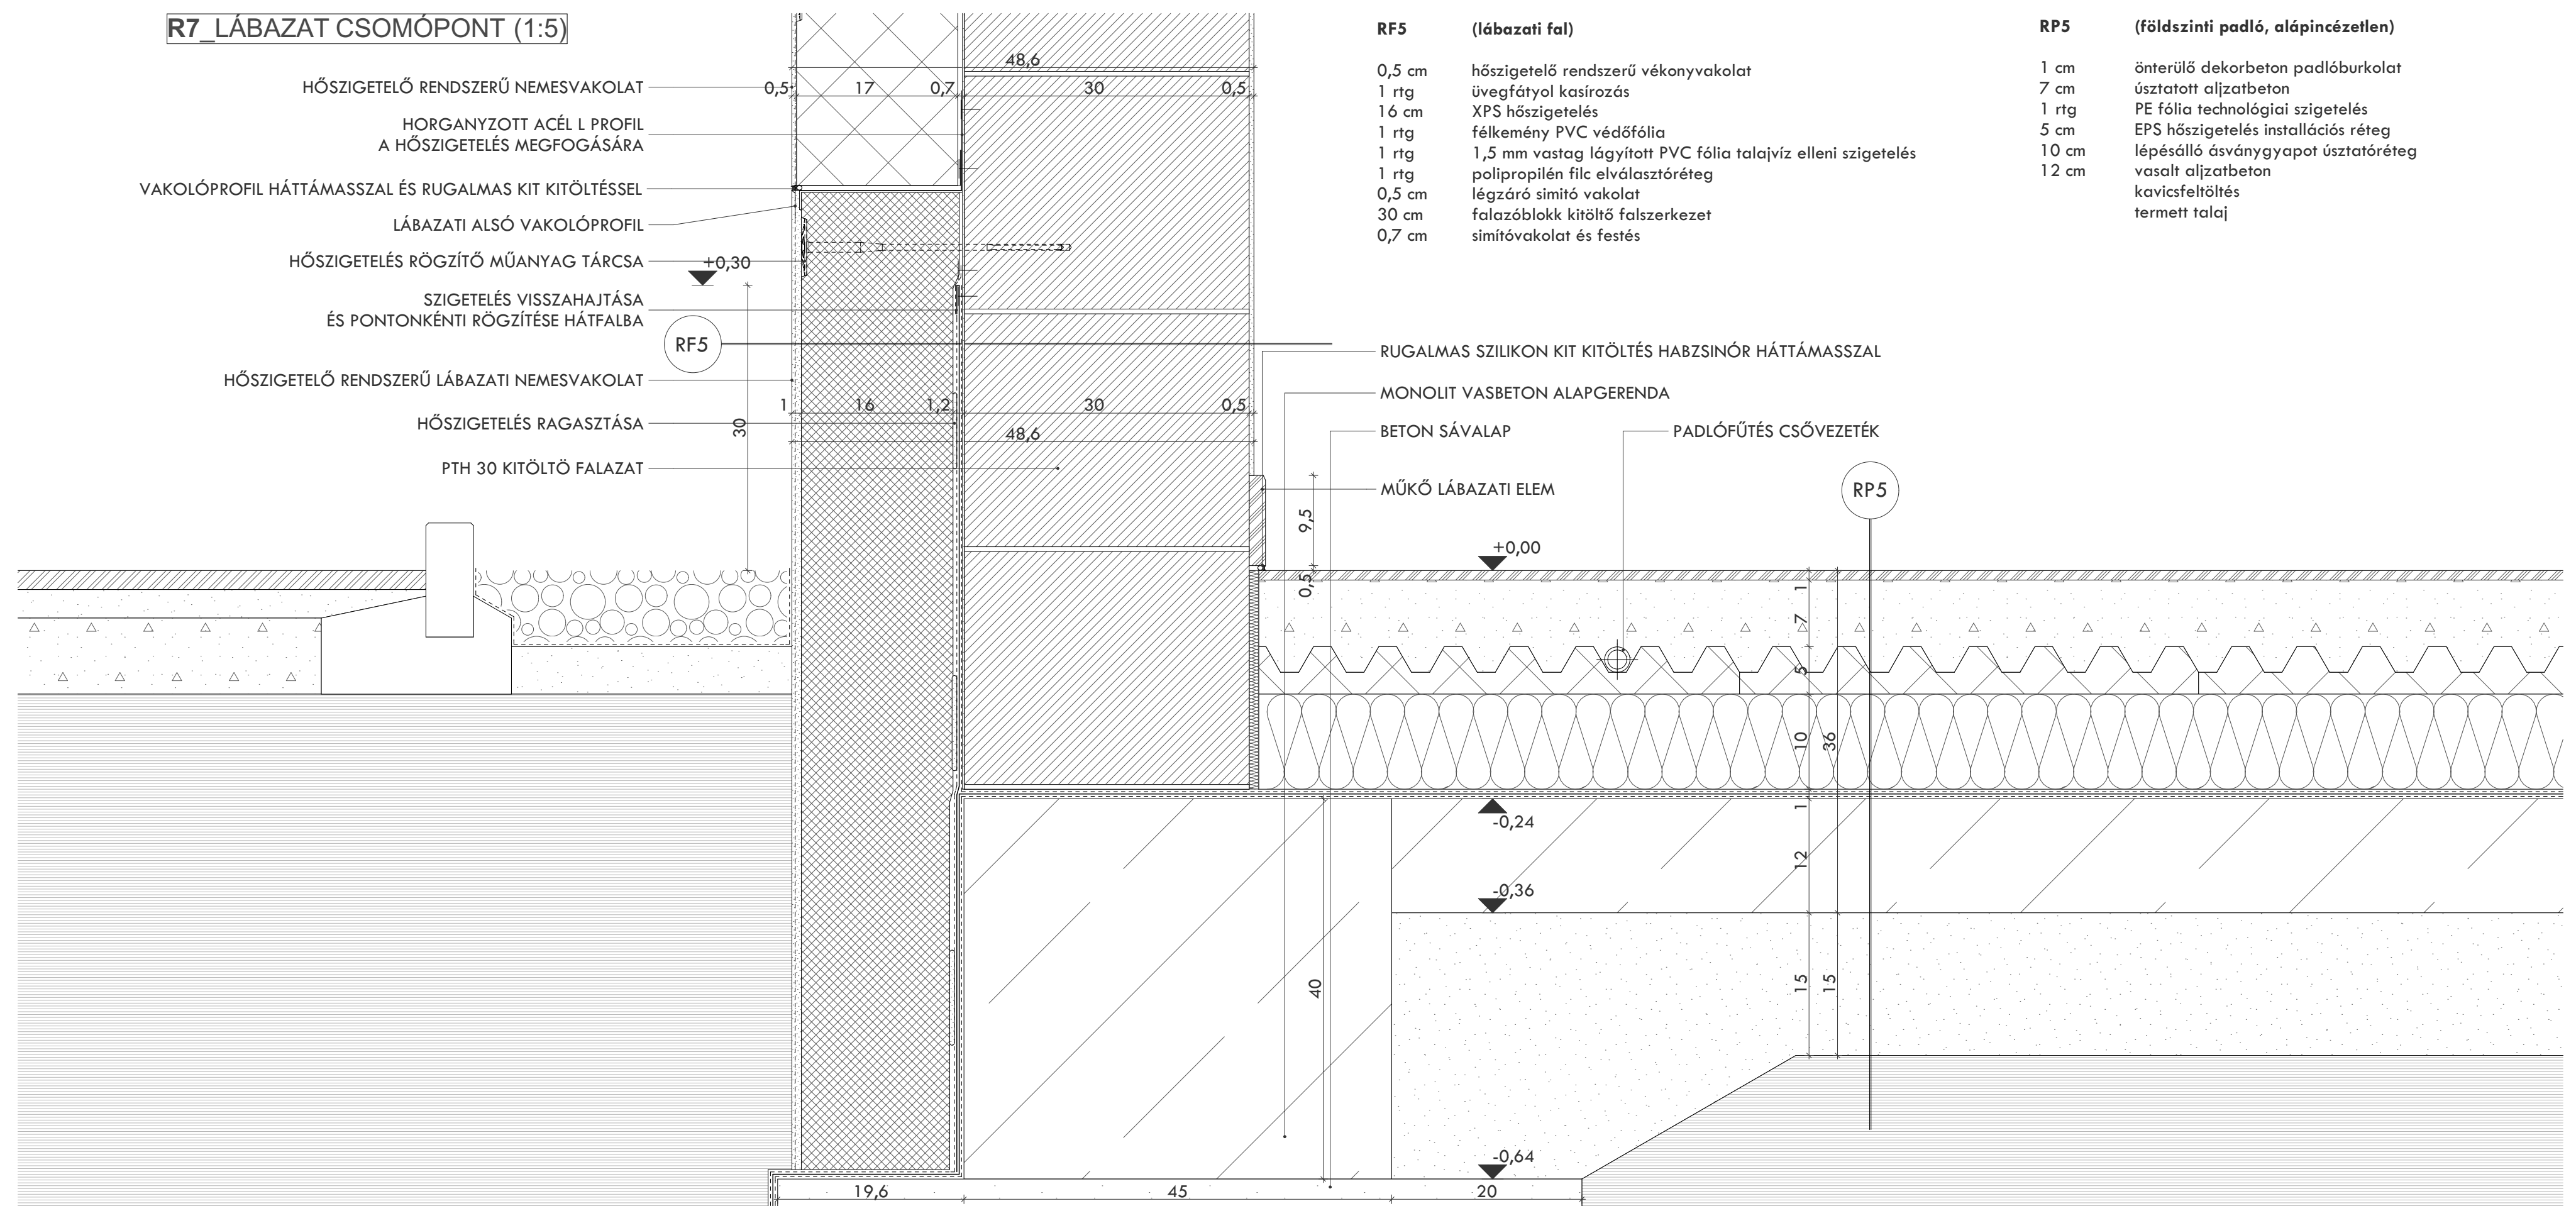 R7_LÁBAZAT CSOMÓPONT (1:5)
HŐSZIGETELŐ RENDSZERŰ NEMESVAKOLAT
HORGANYZOTT ACÉL L PROFIL
A HŐSZIGETELÉS MEGFOGÁSÁRA
VAKOLÓPROFIL HÁTTÁMASSZAL ÉS RUGALMAS KIT KITÖLTÉSSEL
LÁBAZATI ALSÓ VAKOLÓPROFIL
HŐSZIGETELÉS RÖGZÍTŐ MŰANYAG TÁRCSA
+0,30
SZIGETELÉS VISSZAHAJTÁSA
ÉS PONTONKÉNTI RÖGZÍTÉSE HÁTFALBA
RF5
HŐSZIGETELŐ RENDSZERŰ LÁBAZATI NEMESVAKOLAT
HŐSZIGETELÉS RAGASZTÁSA
30
PTH 30 KITÖLTÖ FALAZAT
48,6
0,5 17 0,7 30 0,5
1 16 1,2 30 0,5
48,6
RF5 (lábazati fal)
0,5 cm hőszigetelő rendszerű vékonyvakolat
1 rtg üvegfátyol kasírozás
16 cm XPS hőszigetelés
1 rtg félkemény PVC védőfólia
1 rtg 1,5 mm vastag lágyított PVC fólia talajvíz elleni szigetelés
1 rtg polipropilén filc elválasztóréteg
0,5 cm légzáró simitó vakolat
30 cm falazóblokk kitöltő falszerkezet
0,7 cm simítóvakolat és festés
RP5 (földszinti padló, alápincézetlen)
1 cm önterülő dekorbeton padlóburkolat
7 cm úsztatott aljzatbeton
1 rtg PE fólia technológiai szigetelés
5 cm EPS hőszigetelés installációs réteg
10 cm lépésálló ásványgyapot úsztatóréteg
12 cm vasalt aljzatbeton
kavicsfeltöltés
termett talaj
RUGALMAS SZILIKON KIT KITÖLTÉS HABZSINÓR HÁTTÁMASSZAL
MONOLIT VASBETON ALAPGERENDA
BETON SÁVALAP
PADLÓFŰTÉS CSŐVEZETÉK
MŰKŐ LÁBAZATI ELEM
RP5
9,5
0,5
+0,00
1
7
5
10
36
1
-0,24
12
-0,36
40
15 15
-0,64
19,6 45 20